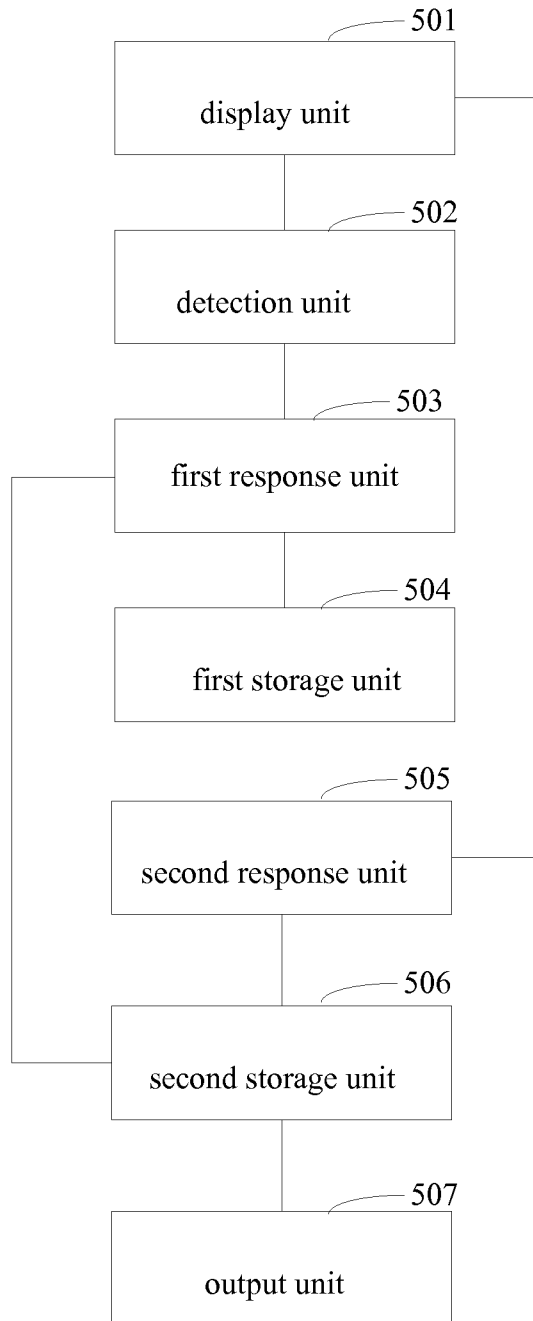 501
display unit
502
detection unit
503
first response unit
504
first storage unit
505
second response unit
506
second storage unit
507
output unit